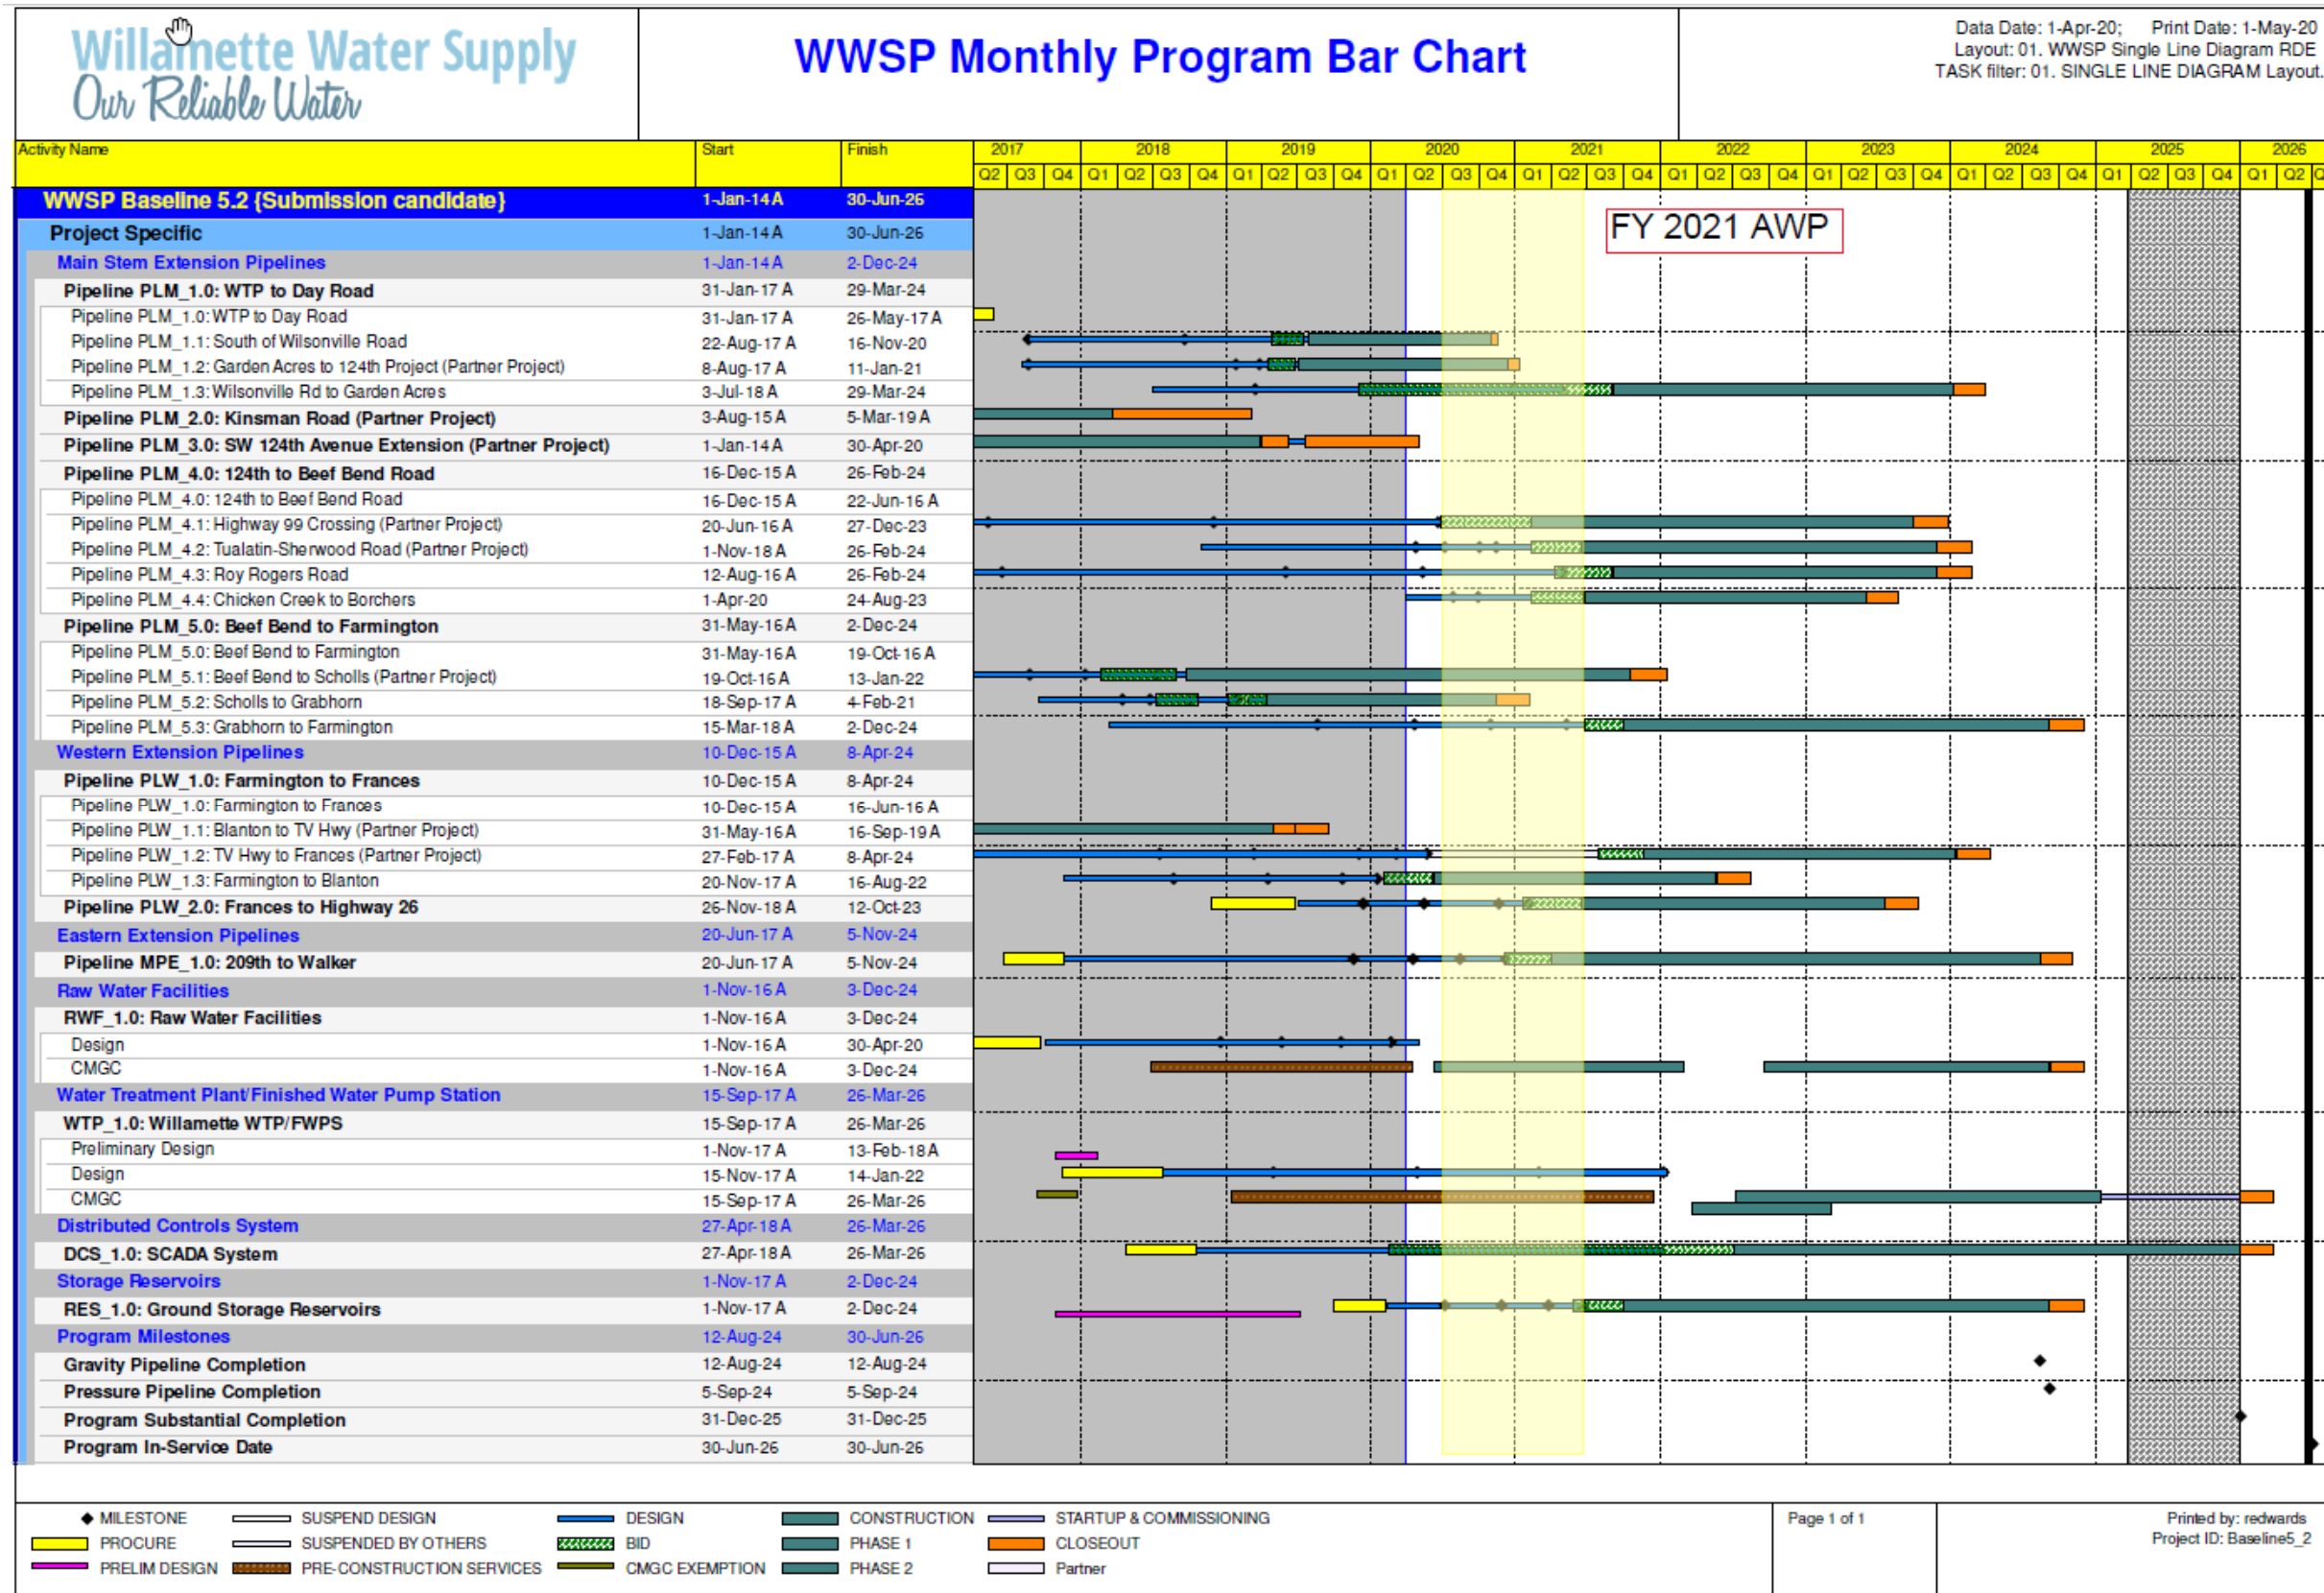 Willamette Water Supply
Our Reliable Water
WWSP Monthly Program Bar Chart
Data Date: 1-Apr-20; Print Date: 1-May-20
Layout: 01. WWSP Single Line Diagram RDE
TASK filter: 01. SINGLE LINE DIAGRAM Layout.
Activity Name Start Finish 2017 2018 2019 2020 2021 2022 2023 2024 2025 2026
Q2 Q3 Q4 Q1 Q2 Q3 Q4 Q1 Q2 Q3 Q4 Q1 Q2 Q3 Q4 Q1 Q2 Q3 Q4 Q1 Q2 Q3 Q4 Q1 Q2 Q3 Q4 Q1 Q2 Q3 Q4 Q1 Q2 Q3 Q4 Q1 Q2 Q
WWSP Baseline 5.2 {Submission candidate} 1-Jan-14 A 30-Jun-26
FY 2021 AWP
Project Specific 1-Jan-14 A 30-Jun-26
Main Stem Extension Pipelines 1-Jan-14 A 2-Dec-24
Pipeline PLM_1.0: WTP to Day Road 31-Jan-17 A 29-Mar-24
Pipeline PLM_1.0: WTP to Day Road 31-Jan-17 A 26-May-17 A
Pipeline PLM_1.1: South of Wilsonville Road 22-Aug-17 A 16-Nov-20
Pipeline PLM_1.2: Garden Acres to 124th Project (Partner Project) 8-Aug-17 A 11-Jan-21
Pipeline PLM_1.3: Wilsonville Rd to Garden Acres 3-Jul-18 A 29-Mar-24
Pipeline PLM_2.0: Kinsman Road (Partner Project) 3-Aug-15 A 5-Mar-19 A
Pipeline PLM_3.0: SW 124th Avenue Extension (Partner Project) 1-Jan-14 A 30-Apr-20
Pipeline PLM_4.0: 124th to Beef Bend Road 16-Dec-15 A 26-Feb-24
Pipeline PLM_4.0: 124th to Beef Bend Road 16-Dec-15 A 22-Jun-16 A
Pipeline PLM_4.1: Highway 99 Crossing (Partner Project) 20-Jun-16 A 27-Dec-23
Pipeline PLM_4.2: Tualatin-Sherwood Road (Partner Project) 1-Nov-18 A 26-Feb-24
Pipeline PLM_4.3: Roy Rogers Road 12-Aug-16 A 26-Feb-24
Pipeline PLM_4.4: Chicken Creek to Borchers 1-Apr-20 24-Aug-23
Pipeline PLM_5.0: Beef Bend to Farmington 31-May-16 A 2-Dec-24
Pipeline PLM_5.0: Beef Bend to Farmington 31-May-16 A 19-Oct-16 A
Pipeline PLM_5.1: Beef Bend to Scholls (Partner Project) 19-Oct-16 A 13-Jan-22
Pipeline PLM_5.2: Scholls to Grabhorn 18-Sep-17 A 4-Feb-21
Pipeline PLM_5.3: Grabhorn to Farmington 15-Mar-18 A 2-Dec-24
Western Extension Pipelines 10-Dec-15 A 8-Apr-24
Pipeline PLW_1.0: Farmington to Frances 10-Dec-15 A 8-Apr-24
Pipeline PLW_1.0: Farmington to Frances 10-Dec-15 A 16-Jun-16 A
Pipeline PLW_1.1: Blanton to TV Hwy (Partner Project) 31-May-16 A 16-Sep-19 A
Pipeline PLW_1.2: TV Hwy to Frances (Partner Project) 27-Feb-17 A 8-Apr-24
Pipeline PLW_1.3: Farmington to Blanton 20-Nov-17 A 16-Aug-22
Pipeline PLW_2.0: Frances to Highway 26 26-Nov-18 A 12-Oct-23
Eastern Extension Pipelines 20-Jun-17 A 5-Nov-24
Pipeline MPE_1.0: 209th to Walker 20-Jun-17 A 5-Nov-24
Raw Water Facilities 1-Nov-16 A 3-Dec-24
RWF_1.0: Raw Water Facilities 1-Nov-16 A 3-Dec-24
Design 1-Nov-16 A 30-Apr-20
CMGC 1-Nov-16 A 3-Dec-24
Water Treatment Plant/Finished Water Pump Station 15-Sep-17 A 26-Mar-26
WTP_1.0: Willamette WTP/FWPS 15-Sep-17 A 26-Mar-26
Preliminary Design 1-Nov-17 A 13-Feb-18 A
Design 15-Nov-17 A 14-Jan-22
CMGC 15-Sep-17 A 26-Mar-26
Distributed Controls System 27-Apr-18 A 26-Mar-26
DCS_1.0: SCADA System 27-Apr-18 A 26-Mar-26
Storage Reservoirs 1-Nov-17 A 2-Dec-24
RES_1.0: Ground Storage Reservoirs 1-Nov-17 A 2-Dec-24
Program Milestones 12-Aug-24 30-Jun-26
Gravity Pipeline Completion 12-Aug-24 12-Aug-24
Pressure Pipeline Completion 5-Sep-24 5-Sep-24
Program Substantial Completion 31-Dec-25 31-Dec-25
Program In-Service Date 30-Jun-26 30-Jun-26
MILESTONE SUSPEND DESIGN DESIGN CONSTRUCTION STARTUP & COMMISSIONING
PROCURE SUSPENDED BY OTHERS BID PHASE 1 CLOSEOUT
PRELIM DESIGN PRE-CONSTRUCTION SERVICES CMGC EXEMPTION PHASE 2 Partner
Page 1 of 1
Printed by: redwards
Project ID: Baseline5_2